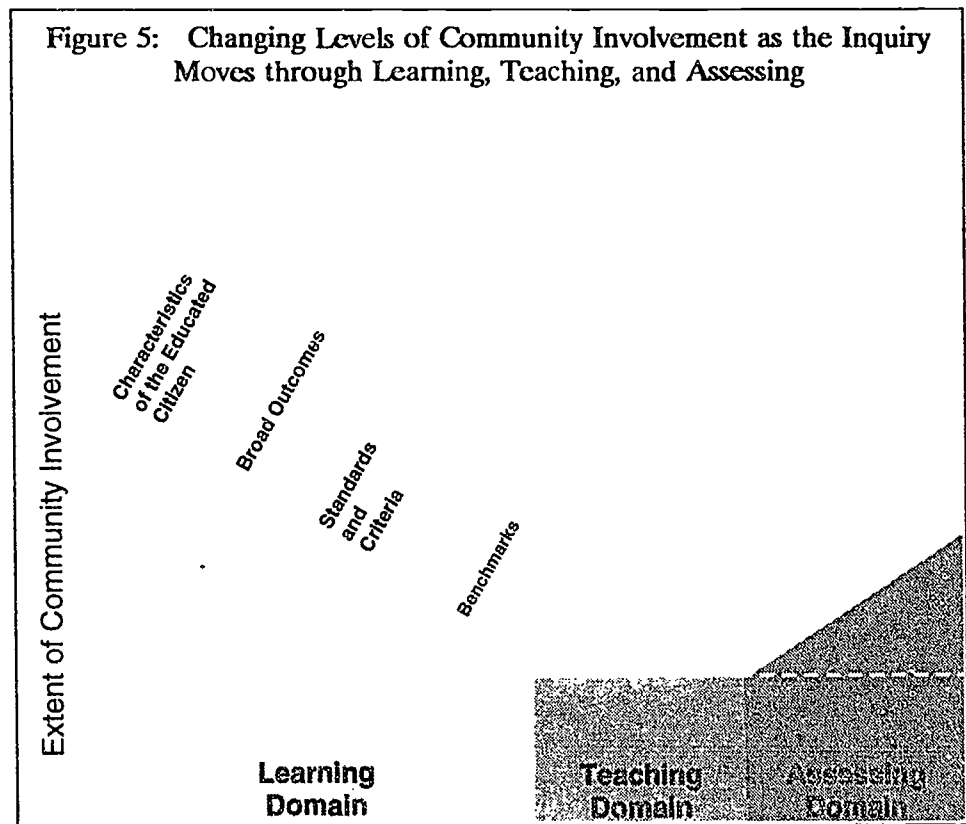 Figure 5: Changing Levels of Community Involvement as the Inquiry
Moves through Learning, Teaching, and Assessing
Extent of Community Involvement
Characteristics
of the Educated
Citizen
Broad Outcomes
Standards
and
Criteria
Benchmarks
Learning
Domain
Teaching
Domain
Assessing
Domain